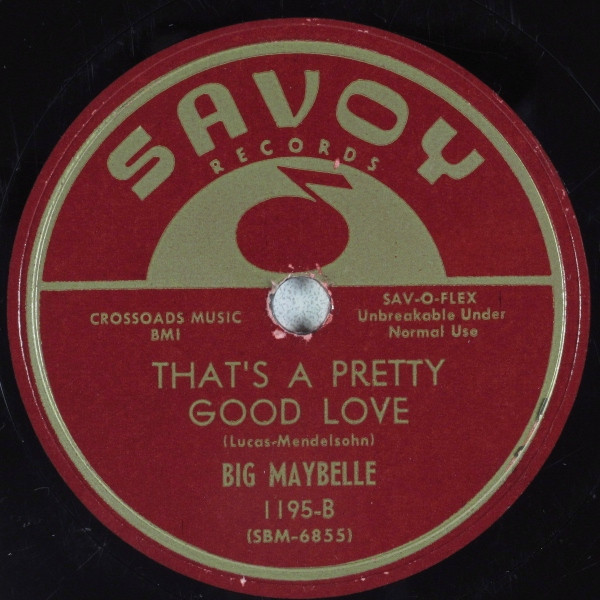 SAVOY
RECORDS
CROSSOADS MUSIC
BMI
SAV-O-FLEX
Unbreakable Under
Normal Use
THAT'S A PRETTY
GOOD LOVE
(Lucas-Mendelsohn)
BIG MAYBELLE
1195-B
(SBM-6855)